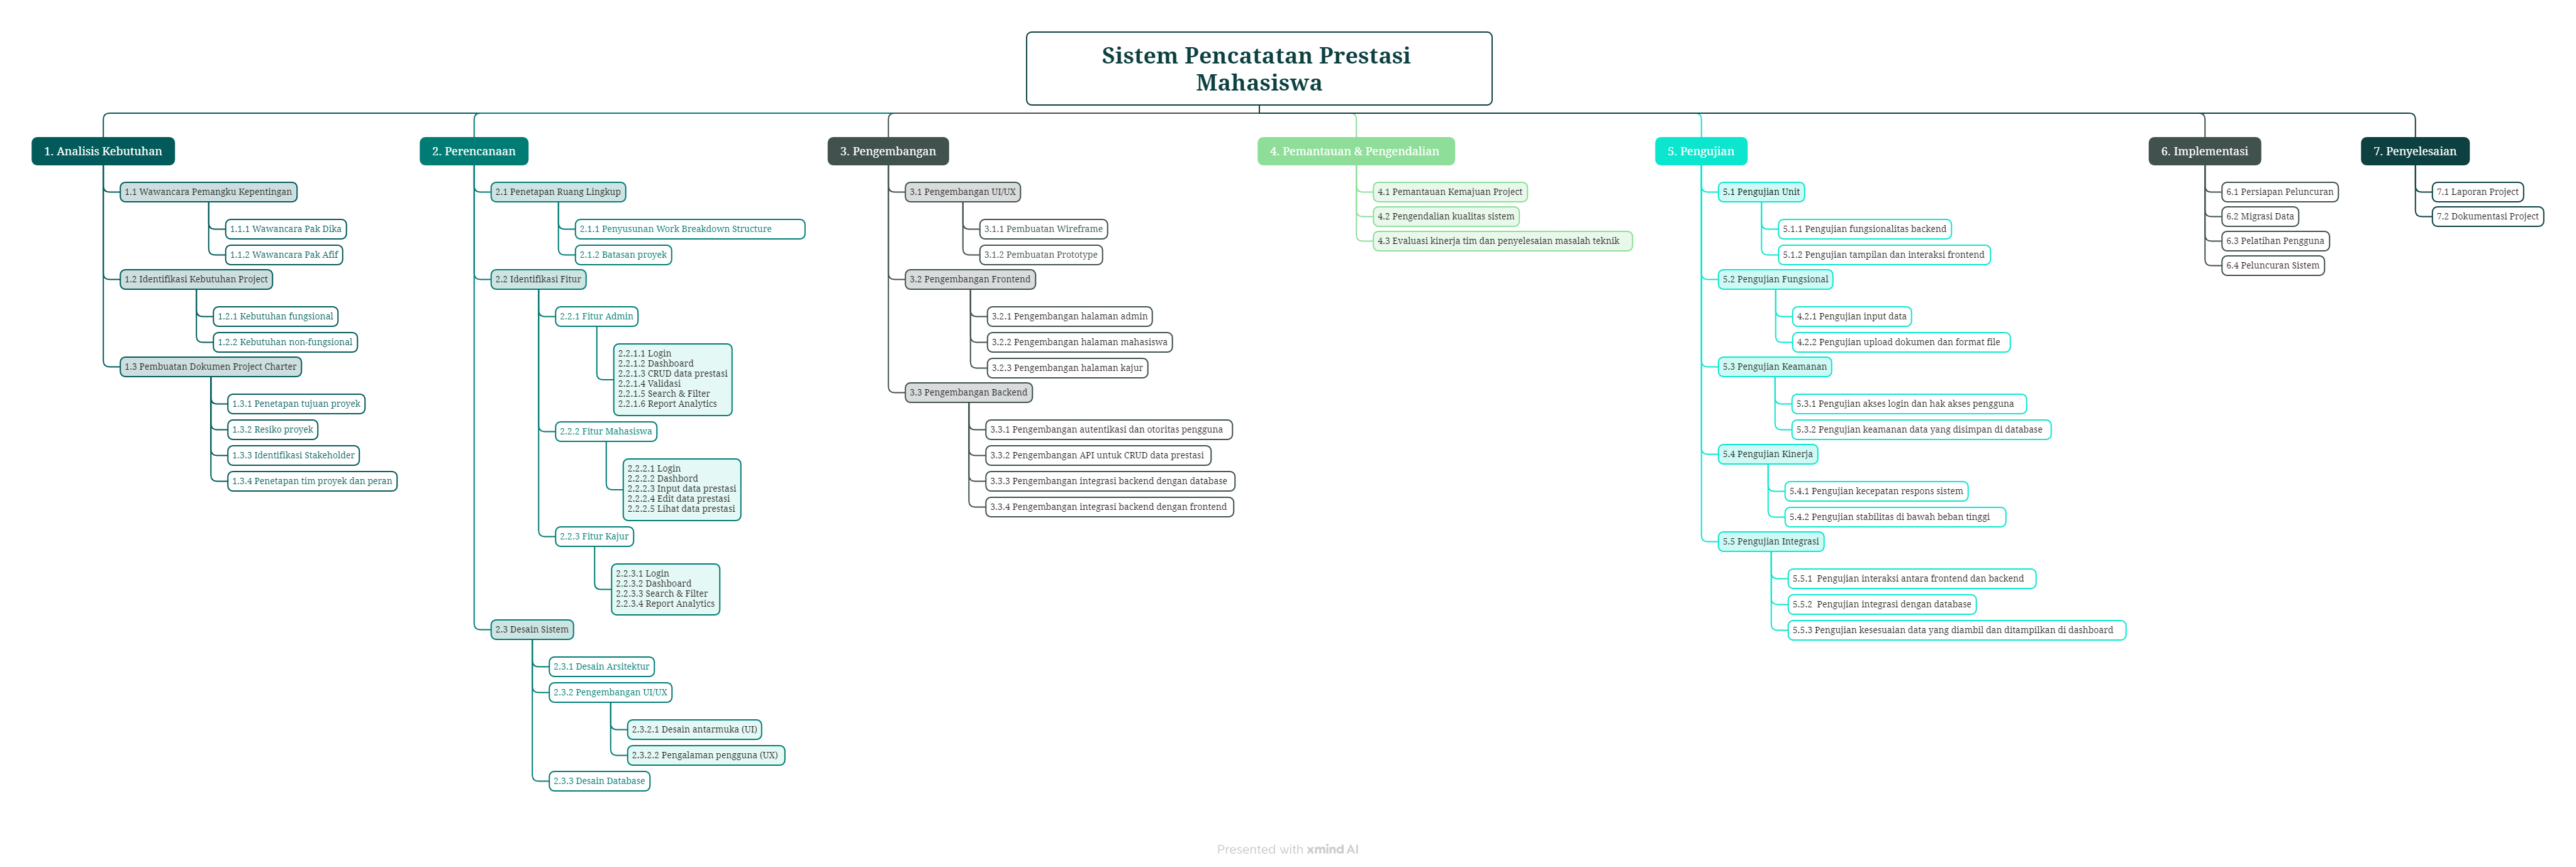 Sistem Pencatatan Prestasi
Mahasiswa
1. Analisis Kebutuhan
1.1 Wawancara Pemangku Kepentingan
1.1.1 Wawancara Pak Dika
1.1.2 Wawancara Pak Afif
1.2 Identifikasi Kebutuhan Project
1.2.1 Kebutuhan fungsional
1.2.2 Kebutuhan non-fungsional
1.3 Pembuatan Dokumen Project Charter
1.3.1 Penetapan tujuan proyek
1.3.2 Resiko proyek
1.3.3 Identifikasi Stakeholder
1.3.4 Penetapan tim proyek dan peran
2. Perencanaan
2.1 Penetapan Ruang Lingkup
2.1.1 Penyusunan Work Breakdown Structure
2.1.2 Batasan proyek
2.2 Identifikasi Fitur
2.2.1 Fitur Admin
2.2.1.1 Login
2.2.1.2 Dashboard
2.2.1.3 CRUD data prestasi
2.2.1.4 Validasi
2.2.1.5 Search & Filter
2.2.1.6 Report Analytics
2.2.2 Fitur Mahasiswa
2.2.2.1 Login
2.2.2.2 Dashbord
2.2.2.3 Input data prestasi
2.2.2.4 Edit data prestasi
2.2.2.5 Lihat data prestasi
2.2.3 Fitur Kajur
2.2.3.1 Login
2.2.3.2 Dashboard
2.2.3.3 Search & Filter
2.2.3.4 Report Analytics
2.3 Desain Sistem
2.3.1 Desain Arsitektur
2.3.2 Pengembangan UI/UX
2.3.2.1 Desain antarmuka (UI)
2.3.2.2 Pengalaman pengguna (UX)
2.3.3 Desain Database
3. Pengembangan
3.1 Pengembangan UI/UX
3.1.1 Pembuatan Wireframe
3.1.2 Pembuatan Prototype
3.2 Pengembangan Frontend
3.2.1 Pengembangan halaman admin
3.2.2 Pengembangan halaman mahasiswa
3.2.3 Pengembangan halaman kajur
3.3 Pengembangan Backend
3.3.1 Pengembangan autentikasi dan otoritas pengguna
3.3.2 Pengembangan API untuk CRUD data prestasi
3.3.3 Pengembangan integrasi backend dengan database
3.3.4 Pengembangan integrasi backend dengan frontend
4. Pemantauan & Pengendalian
4.1 Pemantauan Kemajuan Project
4.2 Pengendalian kualitas sistem
4.3 Evaluasi kinerja tim dan penyelesaian masalah teknik
5. Pengujian
5.1 Pengujian Unit
5.1.1 Pengujian fungsionalitas backend
5.1.2 Pengujian tampilan dan interaksi frontend
5.2 Pengujian Fungsional
4.2.1 Pengujian input data
4.2.2 Pengujian upload dokumen dan format file
5.3 Pengujian Keamanan
5.3.1 Pengujian akses login dan hak akses pengguna
5.3.2 Pengujian keamanan data yang disimpan di database
5.4 Pengujian Kinerja
5.4.1 Pengujian kecepatan respons sistem
5.4.2 Pengujian stabilitas di bawah beban tinggi
5.5 Pengujian Integrasi
5.5.1 Pengujian interaksi antara frontend dan backend
5.5.2 Pengujian integrasi dengan database
5.5.3 Pengujian kesesuaian data yang diambil dan ditampilkan di dashboard
6. Implementasi
6.1 Persiapan Peluncuran
6.2 Migrasi Data
6.3 Pelatihan Pengguna
6.4 Peluncuran Sistem
7. Penyelesaian
7.1 Laporan Project
7.2 Dokumentasi Project
Presented with xmind AI